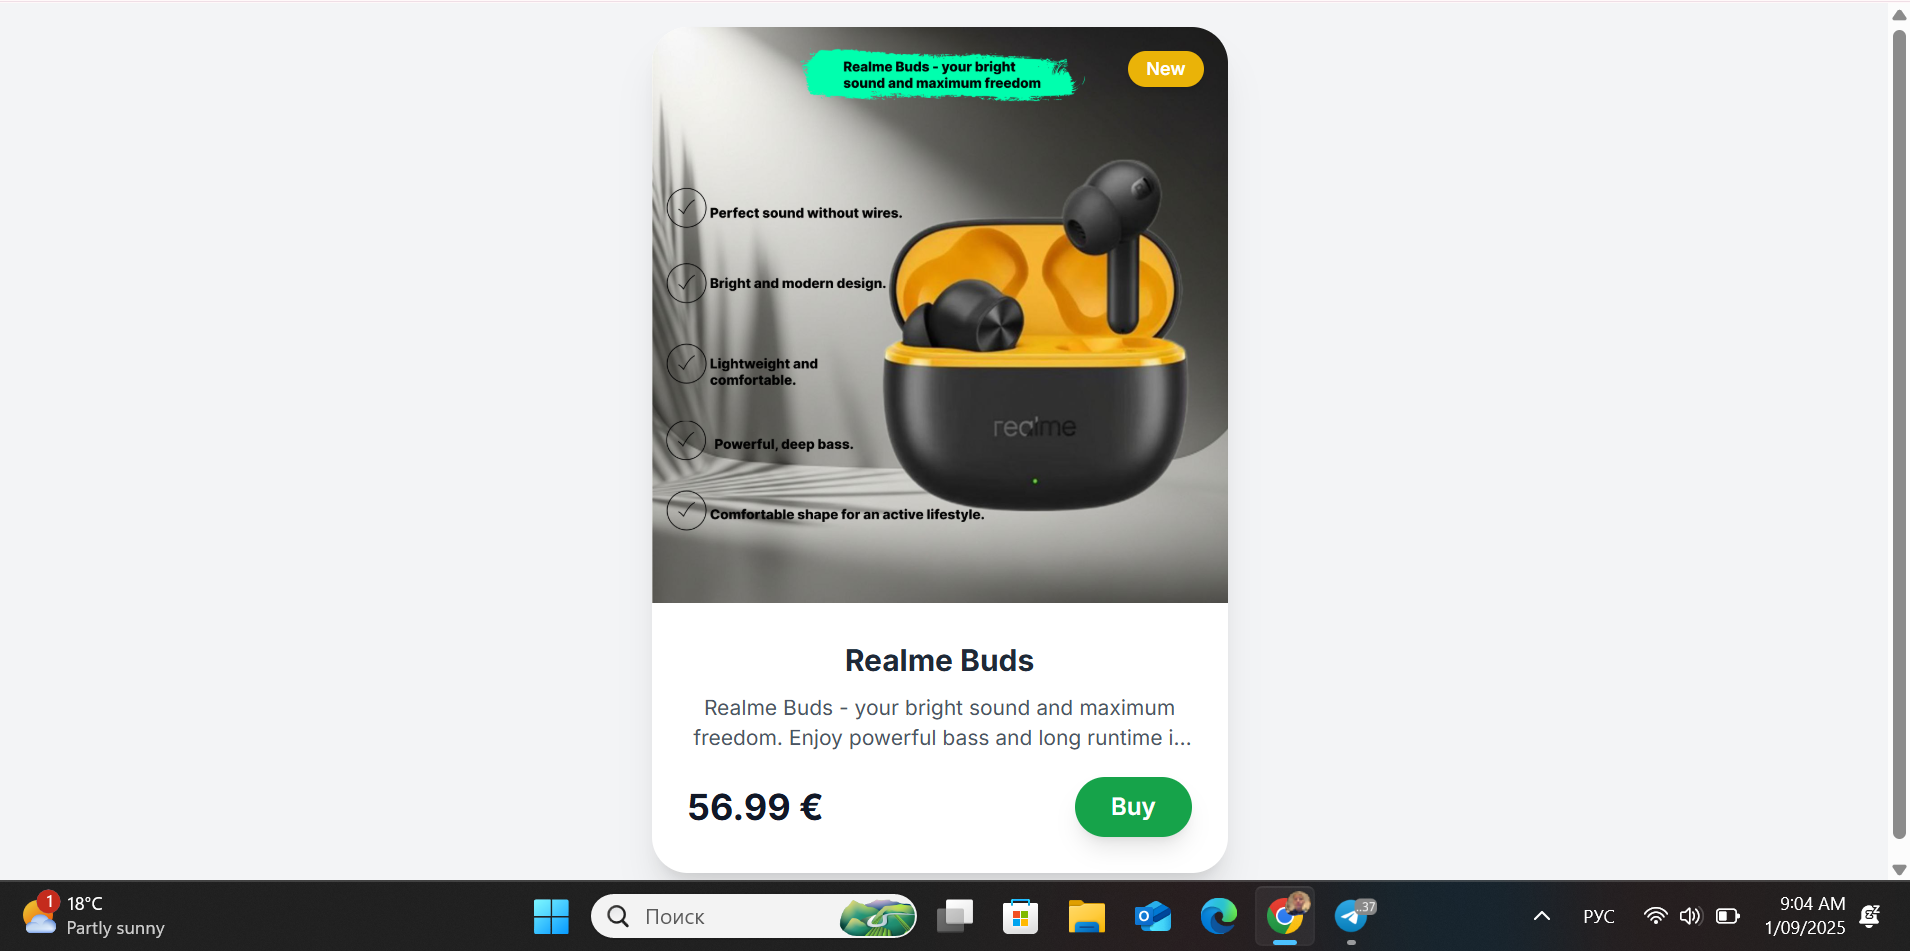 Realme Buds - your bright
sound and maximum freedom
New
Perfect sound without wires.
Bright and modern design.
Lightweight and
comfortable.
Powerful, deep bass.
Comfortable shape for an active lifestyle.
realme
Realme Buds
Realme Buds - your bright sound and maximum
freedom. Enjoy powerful bass and long runtime i...
56.99 €
Buy
1
18°C
Partly sunny
Поиск
.37
РУС
9:04 AM
1/09/2025